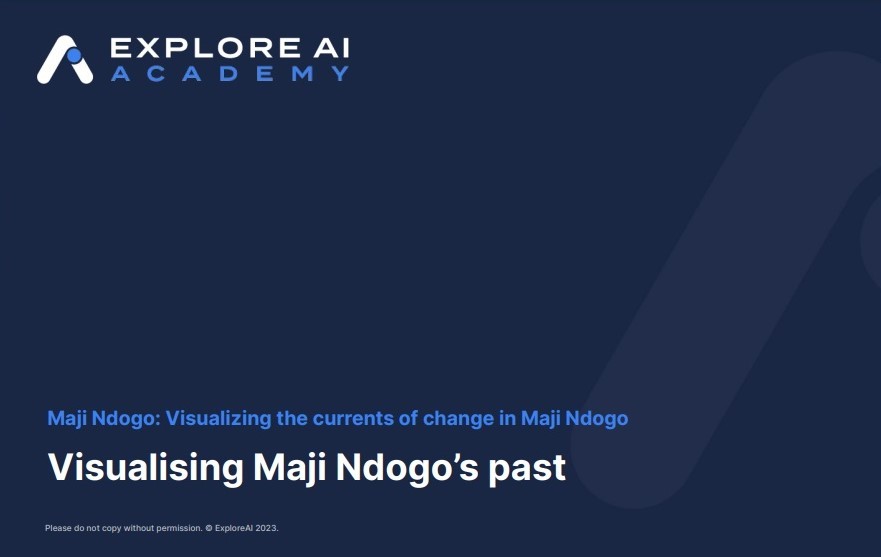 EXPLORE AI
ACADEMY
Maji Ndogo: Visualizing the currents of change in Maji Ndogo
Visualising Maji Ndogo’s past
Please do not copy without permission. © ExploreAI 2023.